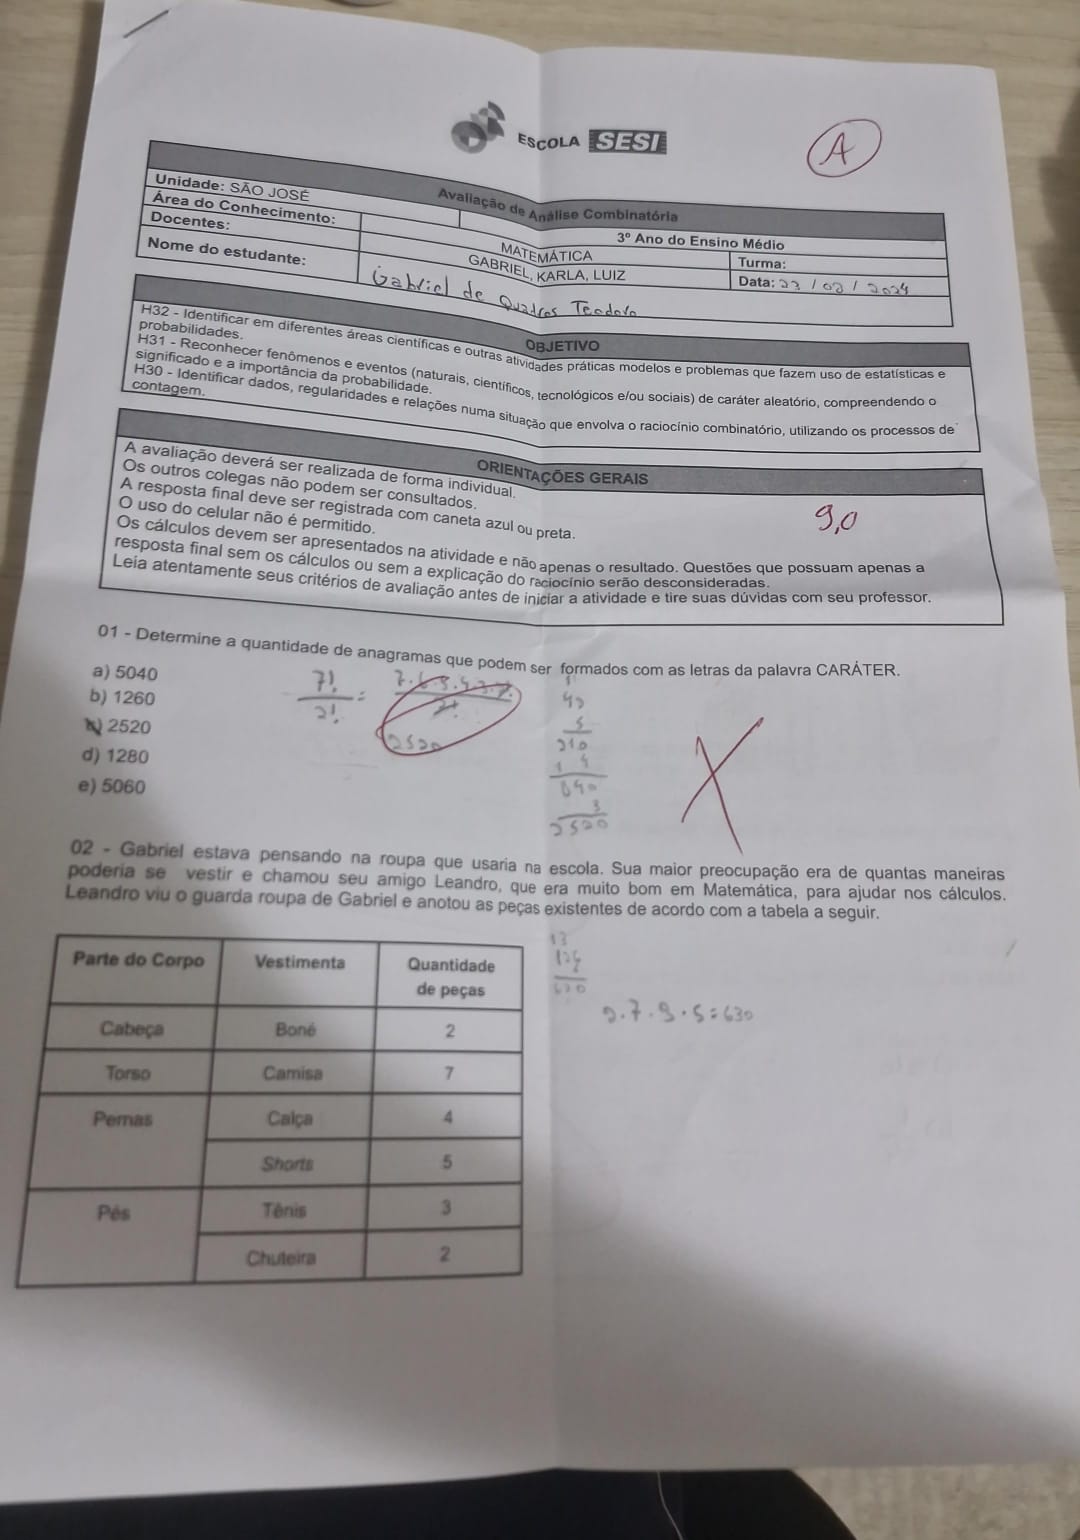 ESCOLA SESI
A
Avaliação de Análise Combinatória
Unidade: SÃO JOSÉ
3º Ano do Ensino Médio
Área do Conhecimento:
MATEMÁTICA
Turma:
Docentes:
GABRIEL, KARLA, LUIZ
Data: 23 / 02 / 2024
Nome do estudante:
Gabriel de Quadros Teodoro
OBJETIVO
H32 - Identificar em diferentes áreas científicas e outras atividades práticas modelos e problemas que fazem uso de estatísticas e
probabilidades.
H31 - Reconhecer fenômenos e eventos (naturais, científicos, tecnológicos e/ou sociais) de caráter aleatório, compreendendo o
significado e a importância da probabilidade.
H30 - Identificar dados, regularidades e relações numa situação que envolva o raciocínio combinatório, utilizando os processos de
contagem.
ORIENTAÇÕES GERAIS
A avaliação deverá ser realizada de forma individual.
Os outros colegas não podem ser consultados.
A resposta final deve ser registrada com caneta azul ou preta.
O uso do celular não é permitido.
9,0
Os cálculos devem ser apresentados na atividade e não apenas o resultado. Questões que possuam apenas a
resposta final sem os cálculos ou sem a explicação do raciocínio serão desconsideradas.
Leia atentamente seus critérios de avaliação antes de iniciar a atividade e tire suas dúvidas com seu professor.
01 - Determine a quantidade de anagramas que podem ser formados com as letras da palavra CARÁTER.
a) 5040
b) 1260
2520
d) 1280
e) 5060
7!
2!
=
7.6.5.4.3.2!
2!
2520
42
5
210
4
840
3
2520
02 - Gabriel estava pensando na roupa que usaria na escola. Sua maior preocupação era de quantas maneiras
poderia se vestir e chamou seu amigo Leandro, que era muito bom em Matemática, para ajudar nos cálculos.
Leandro viu o guarda roupa de Gabriel e anotou as peças existentes de acordo com a tabela a seguir.
Parte do Corpo Vestimenta Quantidade
de peças
Cabeça Boné 2
Torso Camisa 7
Pernas Calça 4
Shorts 5
Pés Tênis 3
Chuteira 2
2.7.9.5=630